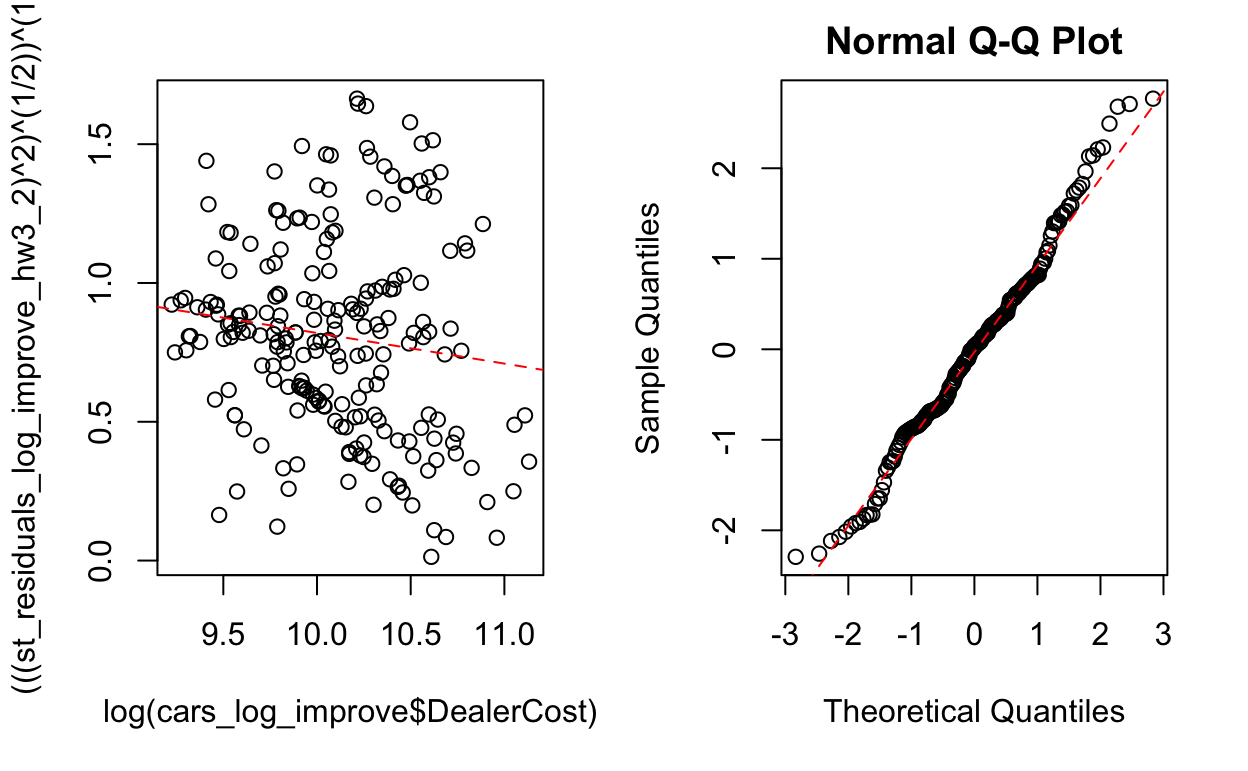 (((st_residuals_log_improve_hw3_2)^2)^(1/2))^(1
1.5
1.0
0.5
0.0
9.5 10.0 10.5 11.0
log(cars_log_improve$DealerCost)
Normal Q-Q Plot
Sample Quantiles
2
1
0
-1
-2
-3 -2 -1 0 1 2 3
Theoretical Quantiles